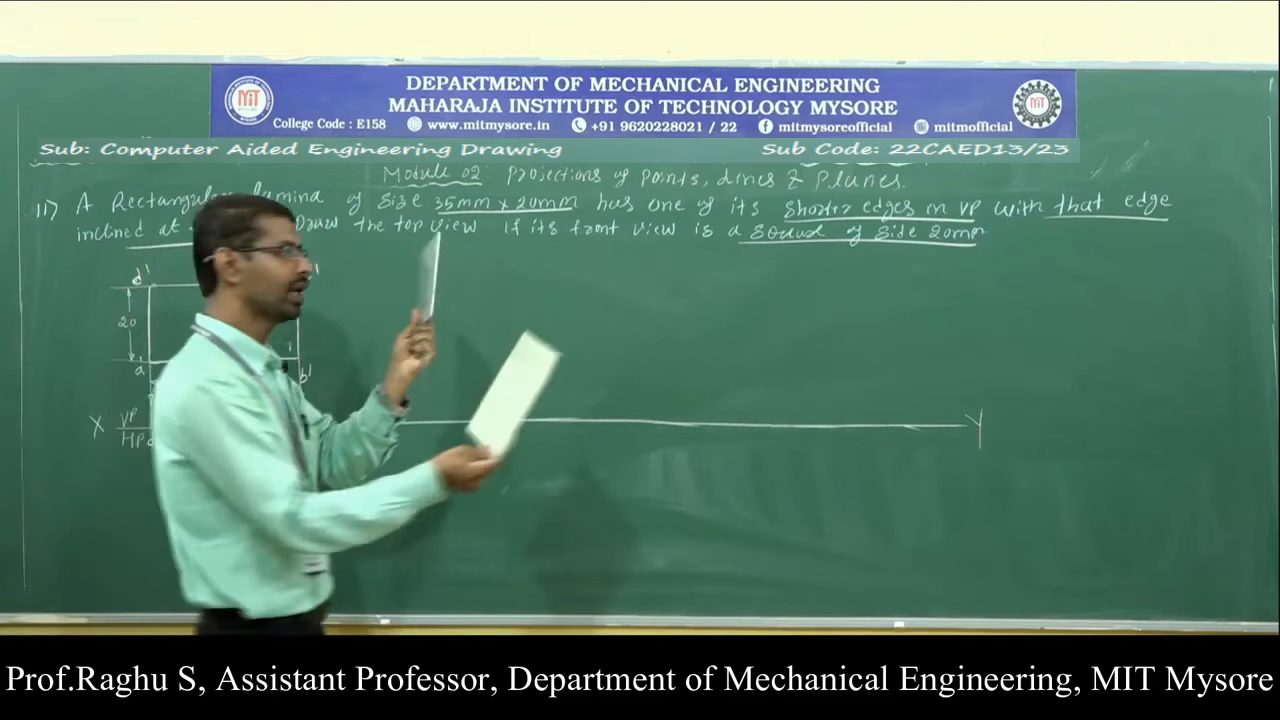 DEPARTMENT OF MECHANICAL ENGINEERING
MAHARAJA INSTITUTE OF TECHNOLOGY MYSORE
College Code : E158 www.mitmysore.in +91 9620228021 / 22 mitmysoreofficial mitmofficial
MIT
MIT
Sub: Computer Aided Engineering Drawing Sub Code: 22CAED13/23
Module 02: Projections of Points, Lines & Planes.
11) A Rectangular lamina of size 35mm x 20mm has one of its shorter edges in VP with that edge
inclined at Draw the top view if its front view is a square of side 20mm
d'
20
a b'
X VP Y
HP
Prof.Raghu S, Assistant Professor, Department of Mechanical Engineering, MIT Mysore